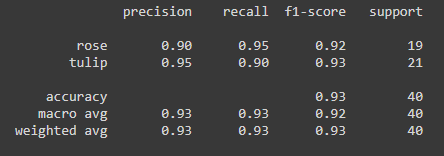 precision recall f1-score support
rose 0.90 0.95 0.92 19
tulip 0.95 0.90 0.93 21
accuracy 0.93 40
macro avg 0.93 0.93 0.92 40
weighted avg 0.93 0.93 0.93 40